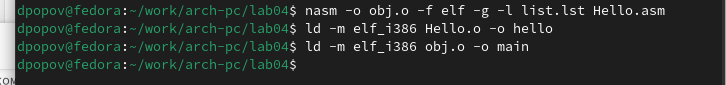 dpopov@fedora:~/work/arch-pc/lab04$ nasm -o obj.o -f elf -g -l list.lst Hello.asm
dpopov@fedora:~/work/arch-pc/lab04$ ld -m elf_i386 Hello.o -o hello
dpopov@fedora:~/work/arch-pc/lab04$ ld -m elf_i386 obj.o -o main
dpopov@fedora:~/work/arch-pc/lab04$